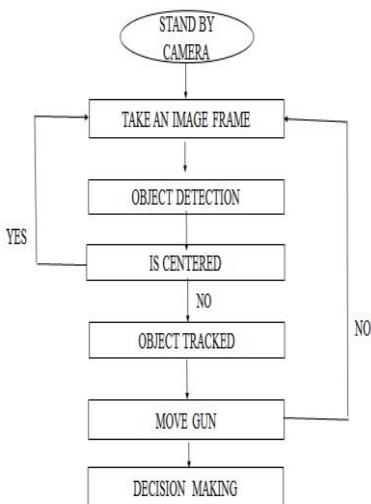 STAND BY
CAMERA
TAKE AN IMAGE FRAME
OBJECT DETECTION
YES
IS CENTERED
NO
OBJECT TRACKED
NO
MOVE GUN
DECISION MAKING